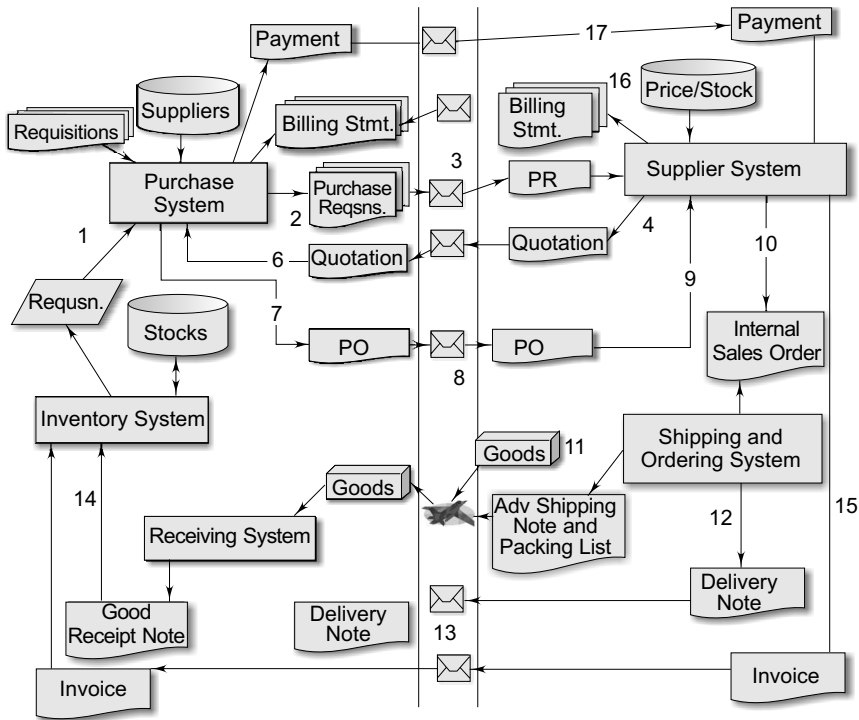 Payment
17
Payment
Suppliers
16
Price/Stock
Requisitions
Billing Stmt.
Billing
Stmt.
3
Purchase
System
2
Purchase
Reqsns.
PR
Supplier System
1
6
Quotation
Quotation
4
10
9
Requsn.
7
Stocks
PO
8
PO
Internal
Sales Order
Inventory System
Goods
11
Shipping and
Ordering System
14
Goods
Adv Shipping
Note and
Packing List
12
15
Receiving System
Good
Receipt Note
Delivery
Note
13
Delivery
Note
Invoice
Invoice